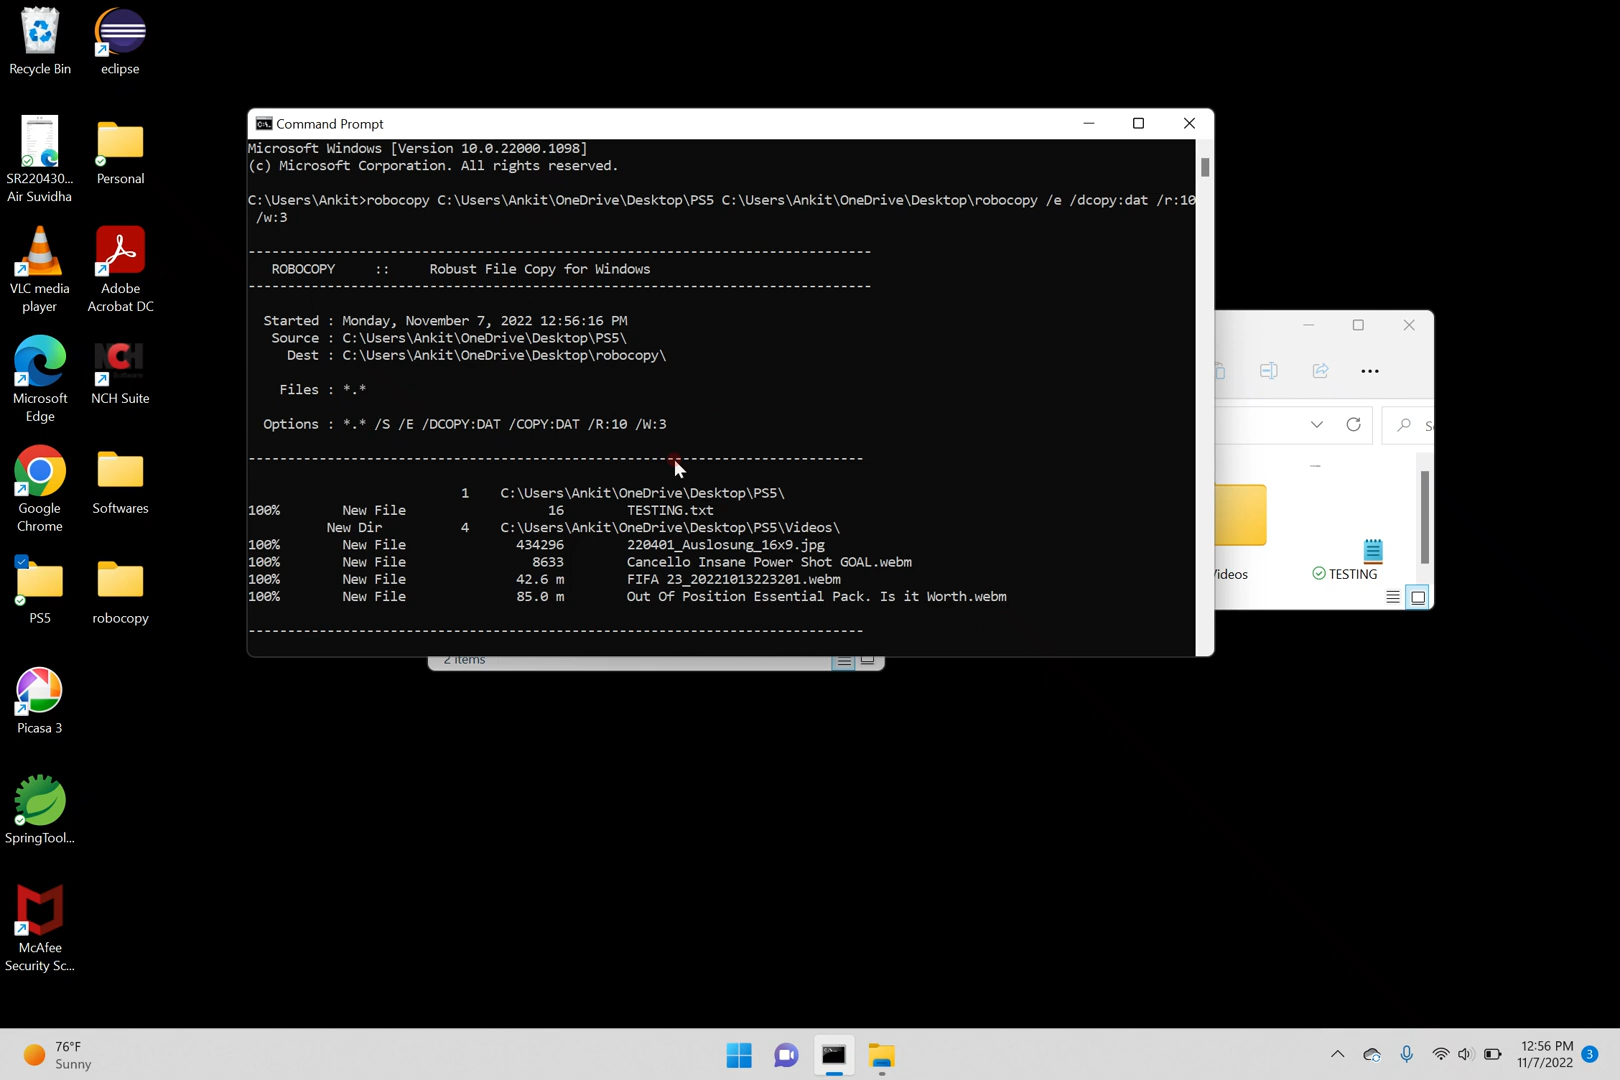 Recycle Bin
eclipse
SR220430...
Air Suvidha
Personal
VLC media
player
Adobe
Acrobat DC
Microsoft
Edge
NCH
Software
NCH Suite
Google
Chrome
Softwares
PS5
robocopy
Picasa 3
SpringTool...
McAfee
Security Sc...
C:\.
Command Prompt
Microsoft Windows [Version 10.0.22000.1098]
(c) Microsoft Corporation. All rights reserved.
C:\Users\Ankit>robocopy C:\Users\Ankit\OneDrive\Desktop\PS5 C:\Users\Ankit\OneDrive\Desktop\robocopy /e /dcopy:dat /r:10
/w:3
-------------------------------------------------------------------------------
ROBOCOPY :: Robust File Copy for Windows
-------------------------------------------------------------------------------
Started : Monday, November 7, 2022 12:56:16 PM
Source : C:\Users\Ankit\OneDrive\Desktop\PS5\
Dest : C:\Users\Ankit\OneDrive\Desktop\robocopy\
Files : *.*
Options : *.* /S /E /DCOPY:DAT /COPY:DAT /R:10 /W:3
------------------------------------------------------------------------------
1 C:\Users\Ankit\OneDrive\Desktop\PS5\
100% New File 16 TESTING.txt
New Dir 4 C:\Users\Ankit\OneDrive\Desktop\PS5\Videos\
100% New File 434296 220401_Auslosung_16x9.jpg
100% New File 8633 Cancello Insane Power Shot GOAL.webm
100% New File 42.6 m FIFA 23_20221013223201.webm
100% New File 85.0 m Out Of Position Essential Pack. Is it Worth.webm
------------------------------------------------------------------------------
2 items
ideos
TESTING
76°F
Sunny
12:56 PM
11/7/2022
3